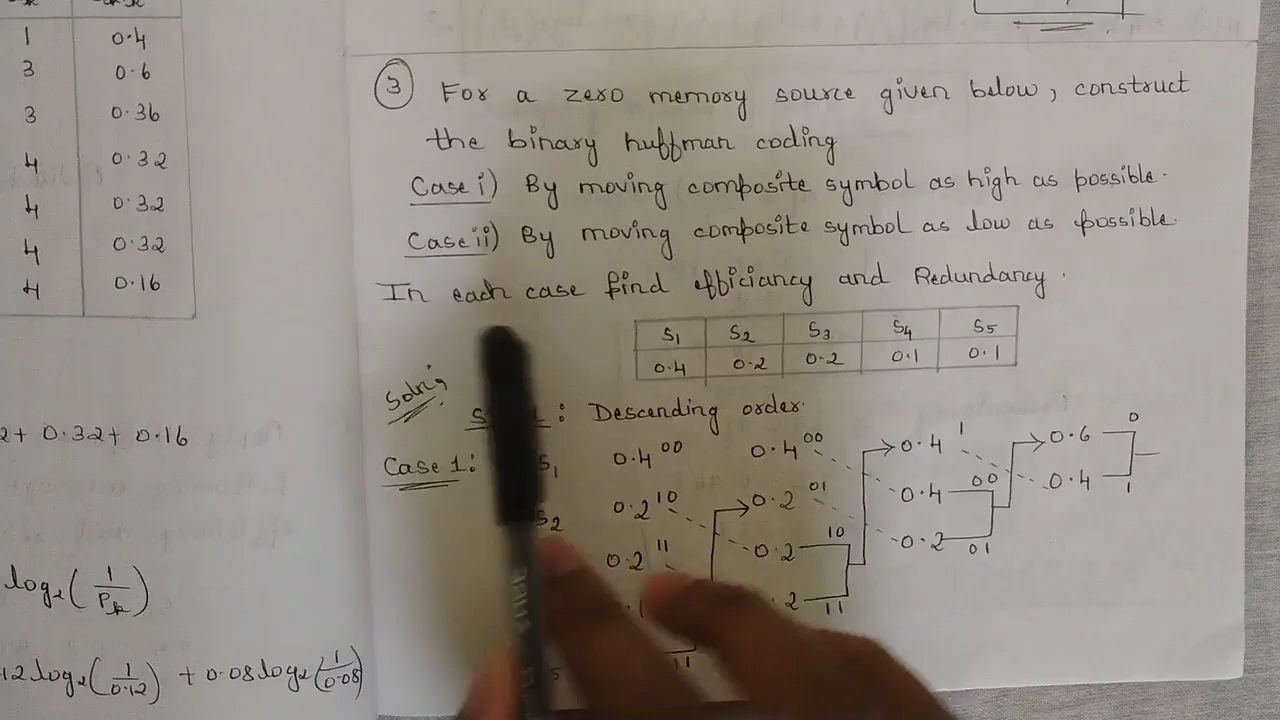 1 0.4
3 0.6
3 0.36
4 0.32
4 0.32
4 0.32
4 0.16
2 + 0.32 + 0.16
log₂(1/Pk)
12 log₂(1/0.12) + 0.08 log₂(1/0.08)
3 For a zero memory source given below, construct
the binary huffman coding
Case i) By moving composite symbol as high as possible.
Case ii) By moving composite symbol as low as possible.
In each case find efficiancy and Redundancy.
S1 S2 S3 S4 S5
0.4 0.2 0.2 0.1 0.1
Soln:
: Descending order.
Case 1: S1 0.4 00 0.4 00 0.4 1 0.6 0
0.4 00 0.4 1
S2 0.2 10 0.2 01
0.2 11 0.2 10 0.2 01
2 11
11